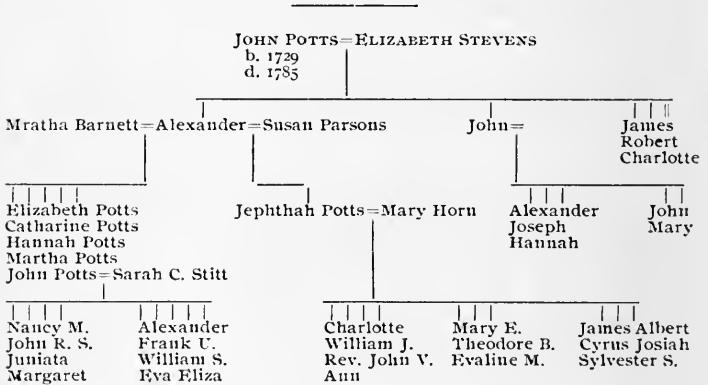 JOHN POTTS=ELIZABETH STEVENS
b. 1729
d. 1785
Mratha Barnett=Alexander=Susan Parsons
John=
James
Robert
Charlotte
Elizabeth Potts
Catharine Potts
Hannah Potts
Martha Potts
John Potts=Sarah C. Stitt
Jephthah Potts=Mary Horn
Alexander
Joseph
Hannah
John
Mary
Nancy M.
John R. S.
Juniata
Margaret
Alexander
Frank U.
William S.
Eva Eliza
Charlotte
William J.
Rev. John V.
Ann
Mary E.
Theodore B.
Evaline M.
James Albert
Cyrus Josiah
Sylvester S.